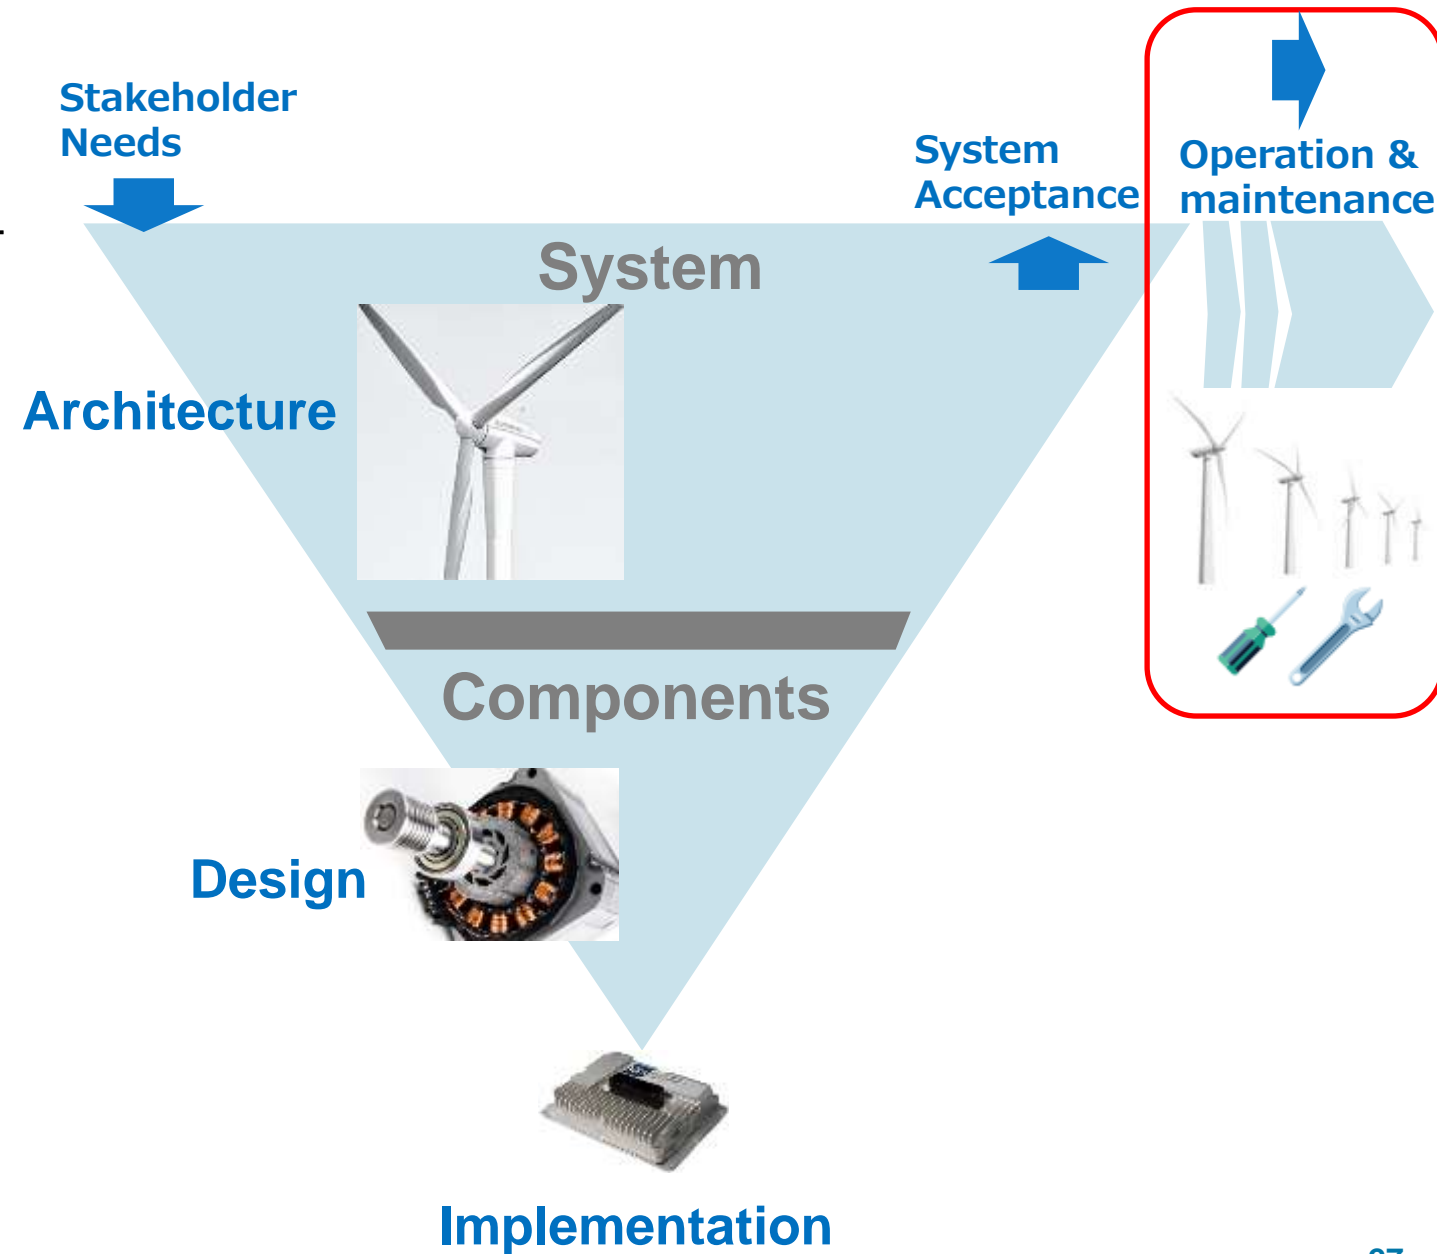 Stakeholder
Needs
System
Acceptance
Operation &
maintenance
System
Architecture
Components
Design
Implementation